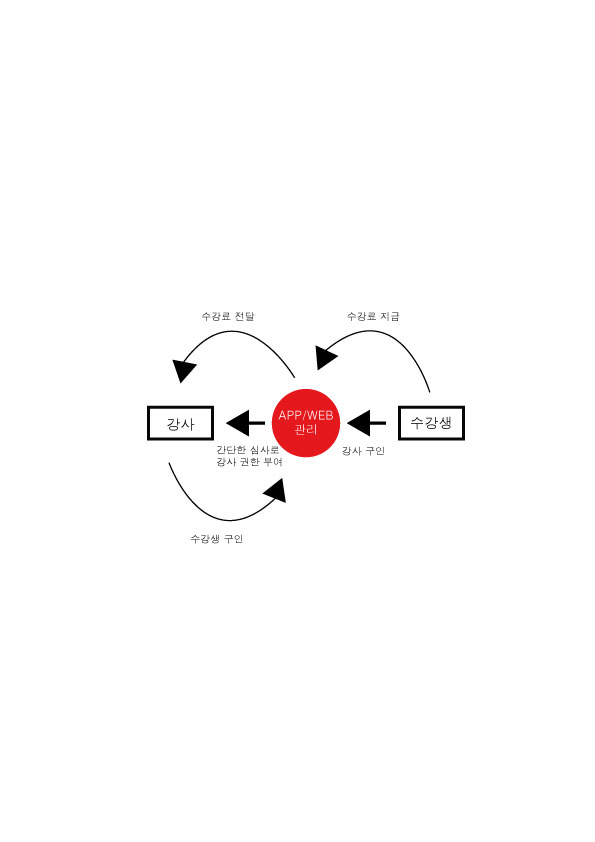 수강료 전달
수강료 지급
강사
APP/WEB
관리
수강생
간단한 심사로
강사 권한 부여
강사 구인
수강생 구인